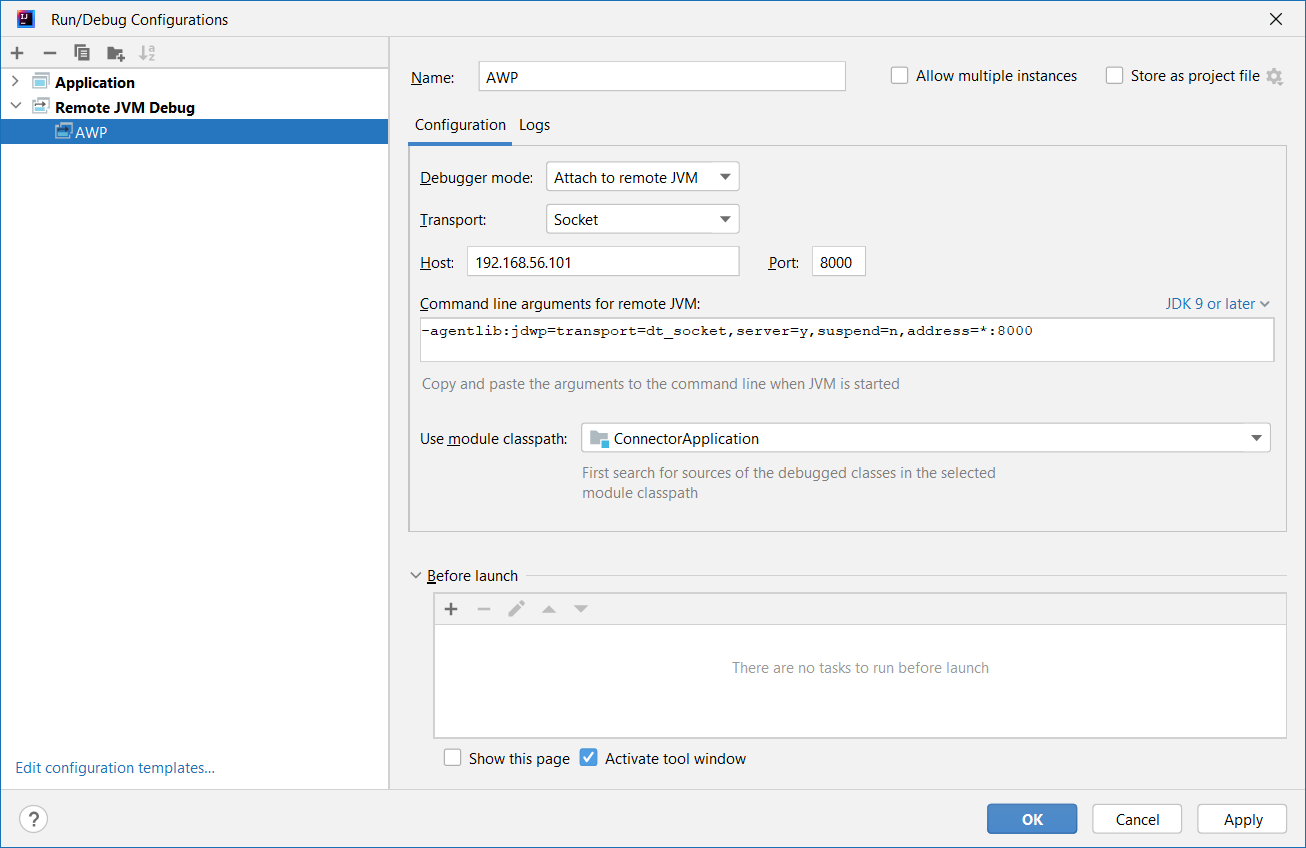 Run/Debug Configurations
Application
Remote JVM Debug
AWP
Edit configuration templates...
Name: AWP
Allow multiple instances
Store as project file
Configuration Logs
Debugger mode: Attach to remote JVM
Transport: Socket
Host: 192.168.56.101 Port: 8000
Command line arguments for remote JVM: JDK 9 or later
-agentlib:jdwp=transport=dt_socket,server=y,suspend=n,address=*:8000
Copy and paste the arguments to the command line when JVM is started
Use module classpath: ConnectorApplication
First search for sources of the debugged classes in the selected
module classpath
Before launch
There are no tasks to run before launch
Show this page Activate tool window
? OK Cancel Apply